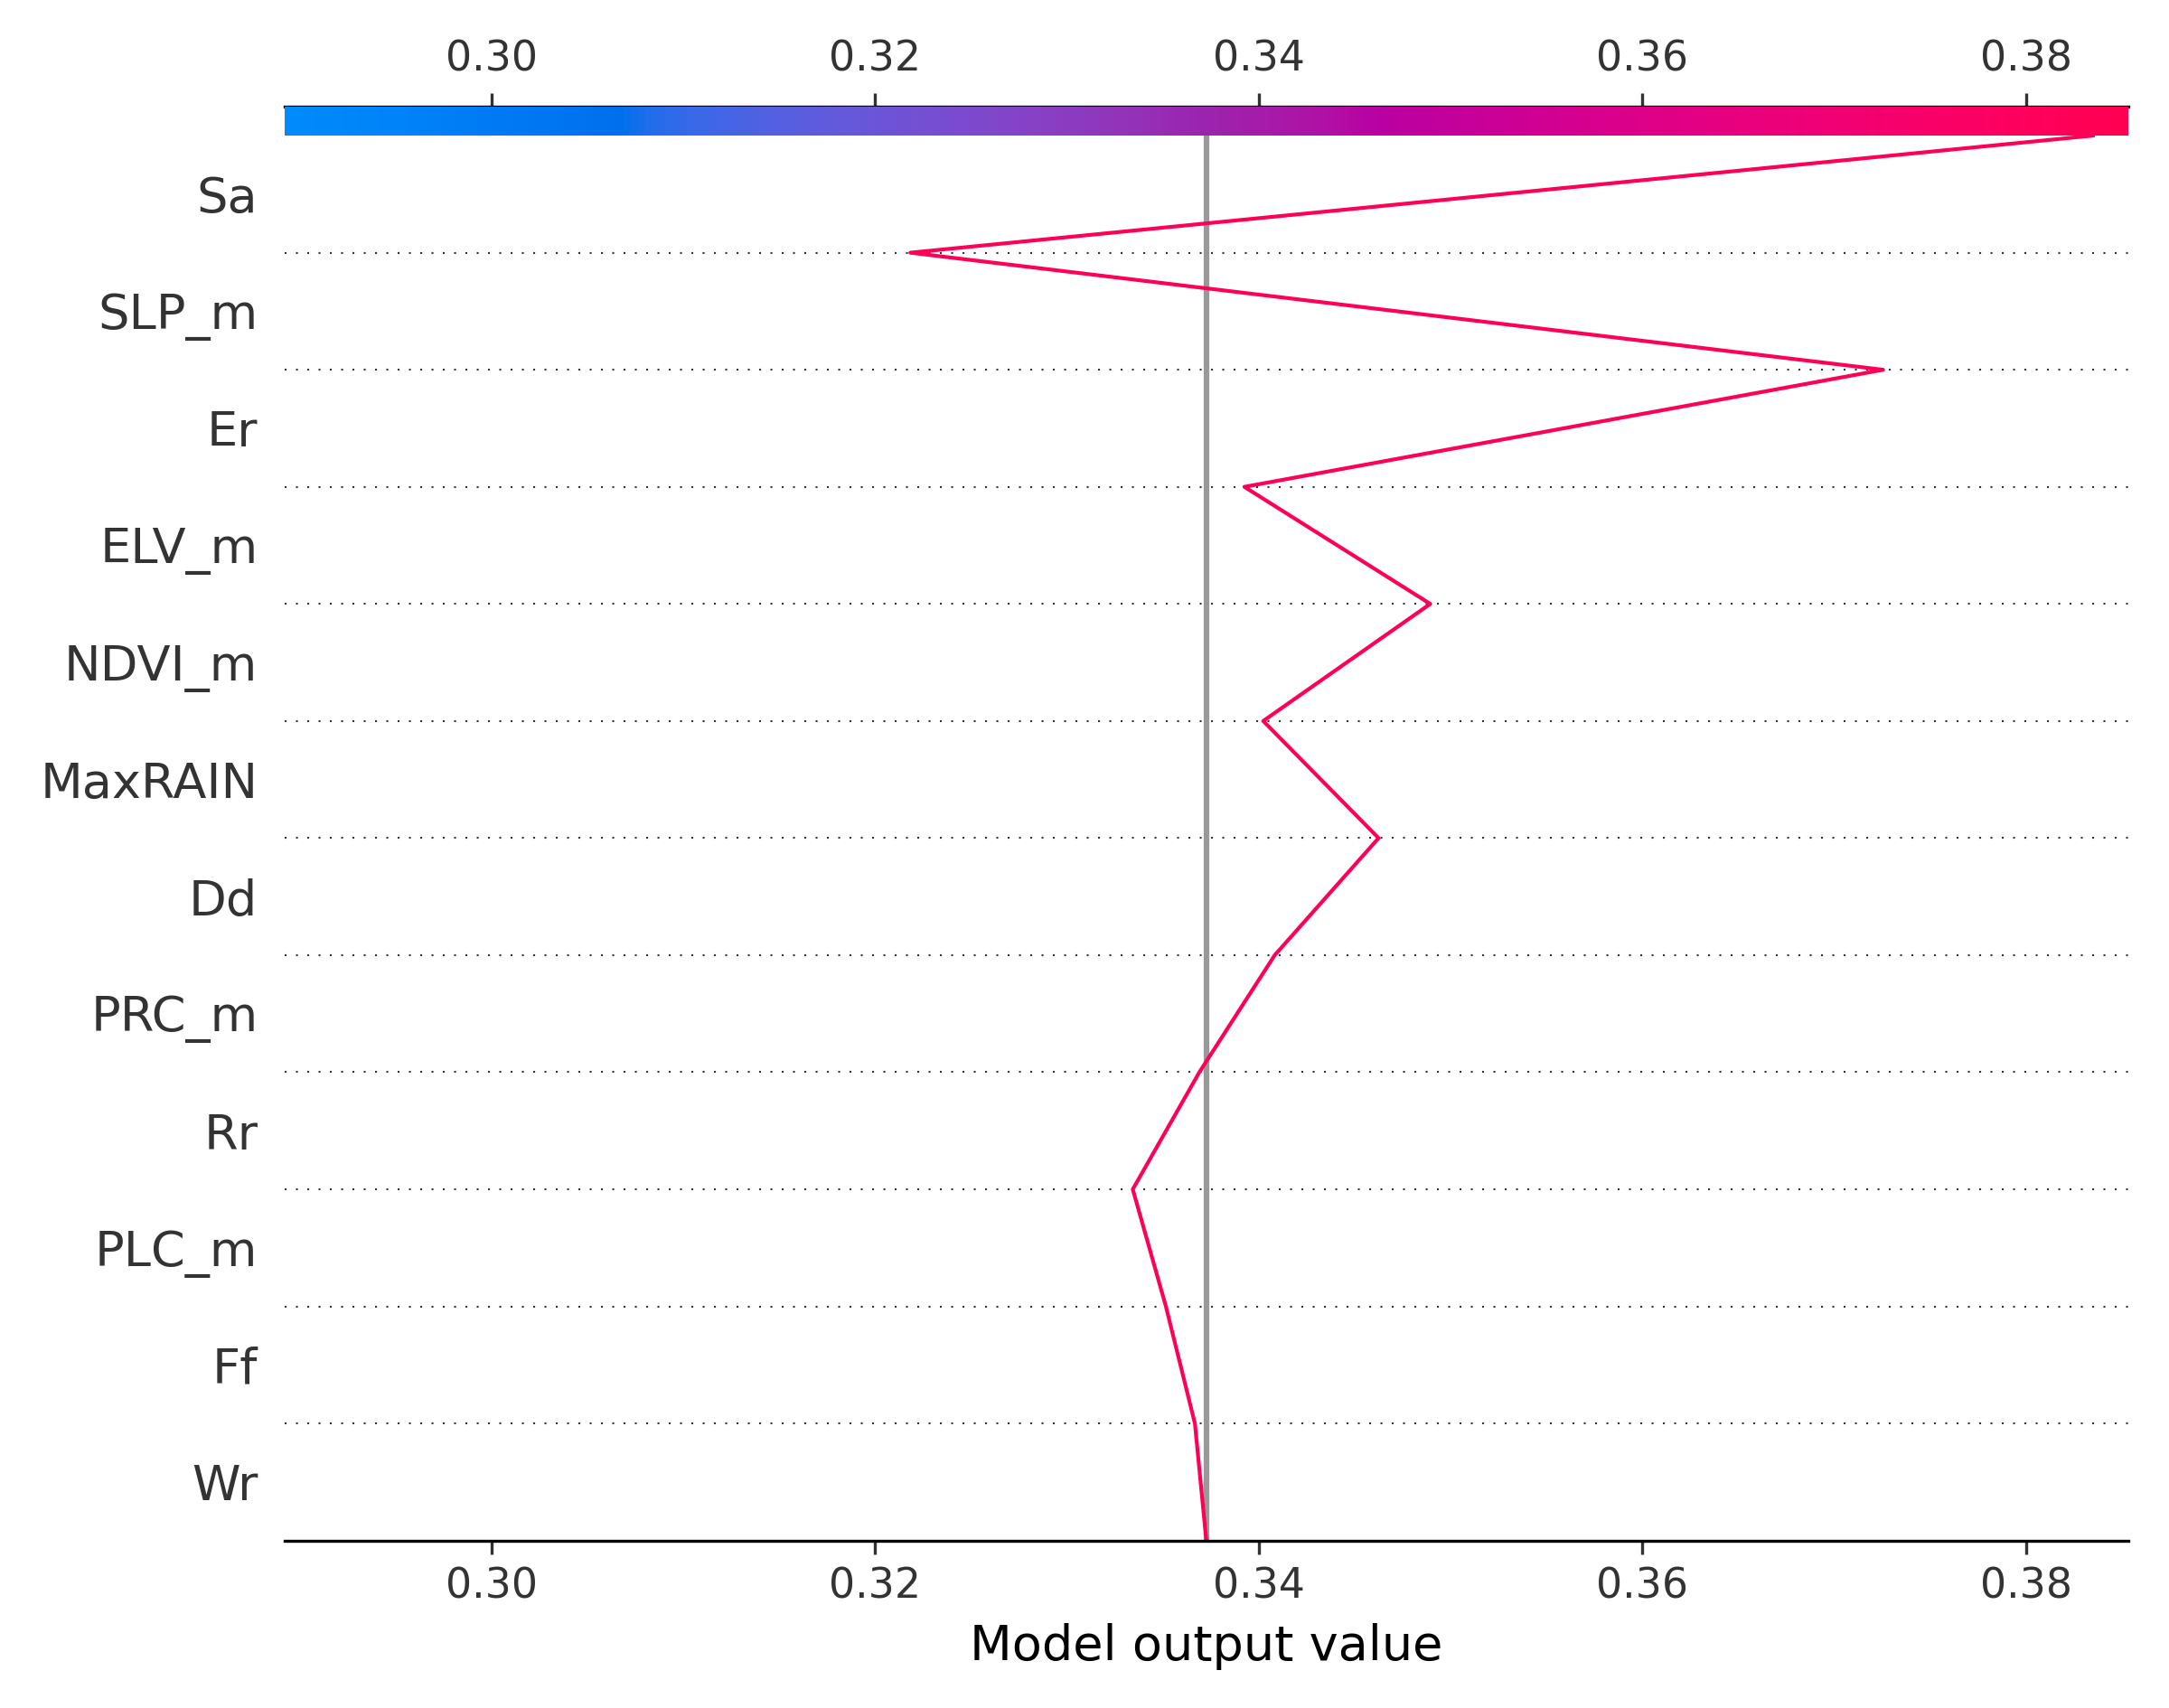 0.30 0.32 0.34 0.36 0.38
Sa
SLP_m
Er
ELV_m
NDVI_m
MaxRAIN
Dd
PRC_m
Rr
PLC_m
Ff
Wr
0.30 0.32 0.34 0.36 0.38
Model output value